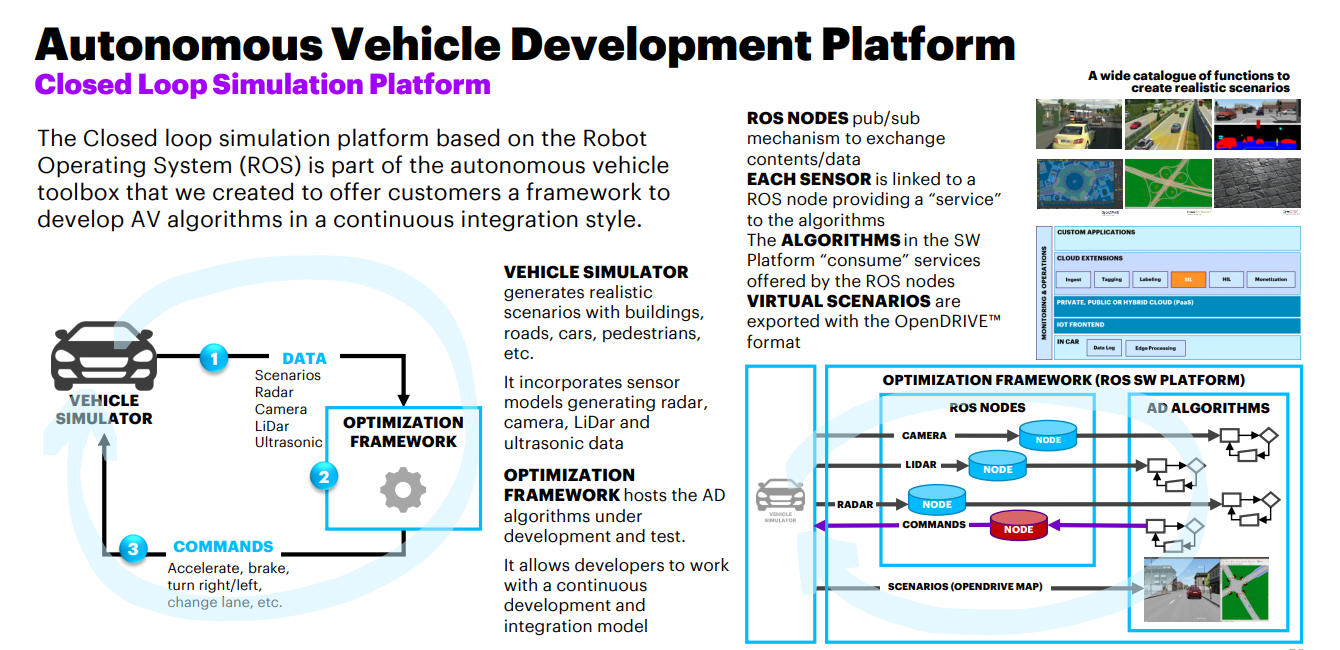 Autonomous Vehicle Development Platform
Closed Loop Simulation Platform
The Closed loop simulation platform based on the Robot
Operating System (ROS) is part of the autonomous vehicle
toolbox that we created to offer customers a framework to
develop AV algorithms in a continuous integration style.
VEHICLE
SIMULATOR
1
DATA
Scenarios
Radar
Camera
LiDar
Ultrasonic
2
OPTIMIZATION
FRAMEWORK
3
COMMANDS
Accelerate, brake,
turn right/left,
change lane, etc.
VEHICLE SIMULATOR
generates realistic
scenarios with buildings,
roads, cars, pedestrians,
etc.
It incorporates sensor
models generating radar,
camera, LiDar and
ultrasonic data
OPTIMIZATION
FRAMEWORK hosts the AD
algorithms under
development and test.
It allows developers to work
with a continuous
development and
integration model
ROS NODES pub/sub
mechanism to exchange
contents/data
EACH SENSOR is linked to a
ROS node providing a “service”
to the algorithms
The ALGORITHMS in the SW
Platform “consume” services
offered by the ROS nodes
VIRTUAL SCENARIOS are
exported with the OpenDRIVE™
format
A wide catalogue of functions to
create realistic scenarios
MONITORING & OPERATIONS
CUSTOM APPLICATIONS
CLOUD EXTENSIONS
Ingest
Tagging
Labeling
SIL
HIL
Monetization
PRIVATE, PUBLIC OR HYBRID CLOUD (PaaS)
IOT FRONTEND
IN CAR
Data Log
Edge Processing
OPTIMIZATION FRAMEWORK (ROS SW PLATFORM)
ROS NODES
AD ALGORITHMS
CAMERA
NODE
LIDAR
NODE
RADAR
NODE
COMMANDS
NODE
VEHICLE
SIMULATOR
SCENARIOS (OPENDRIVE MAP)